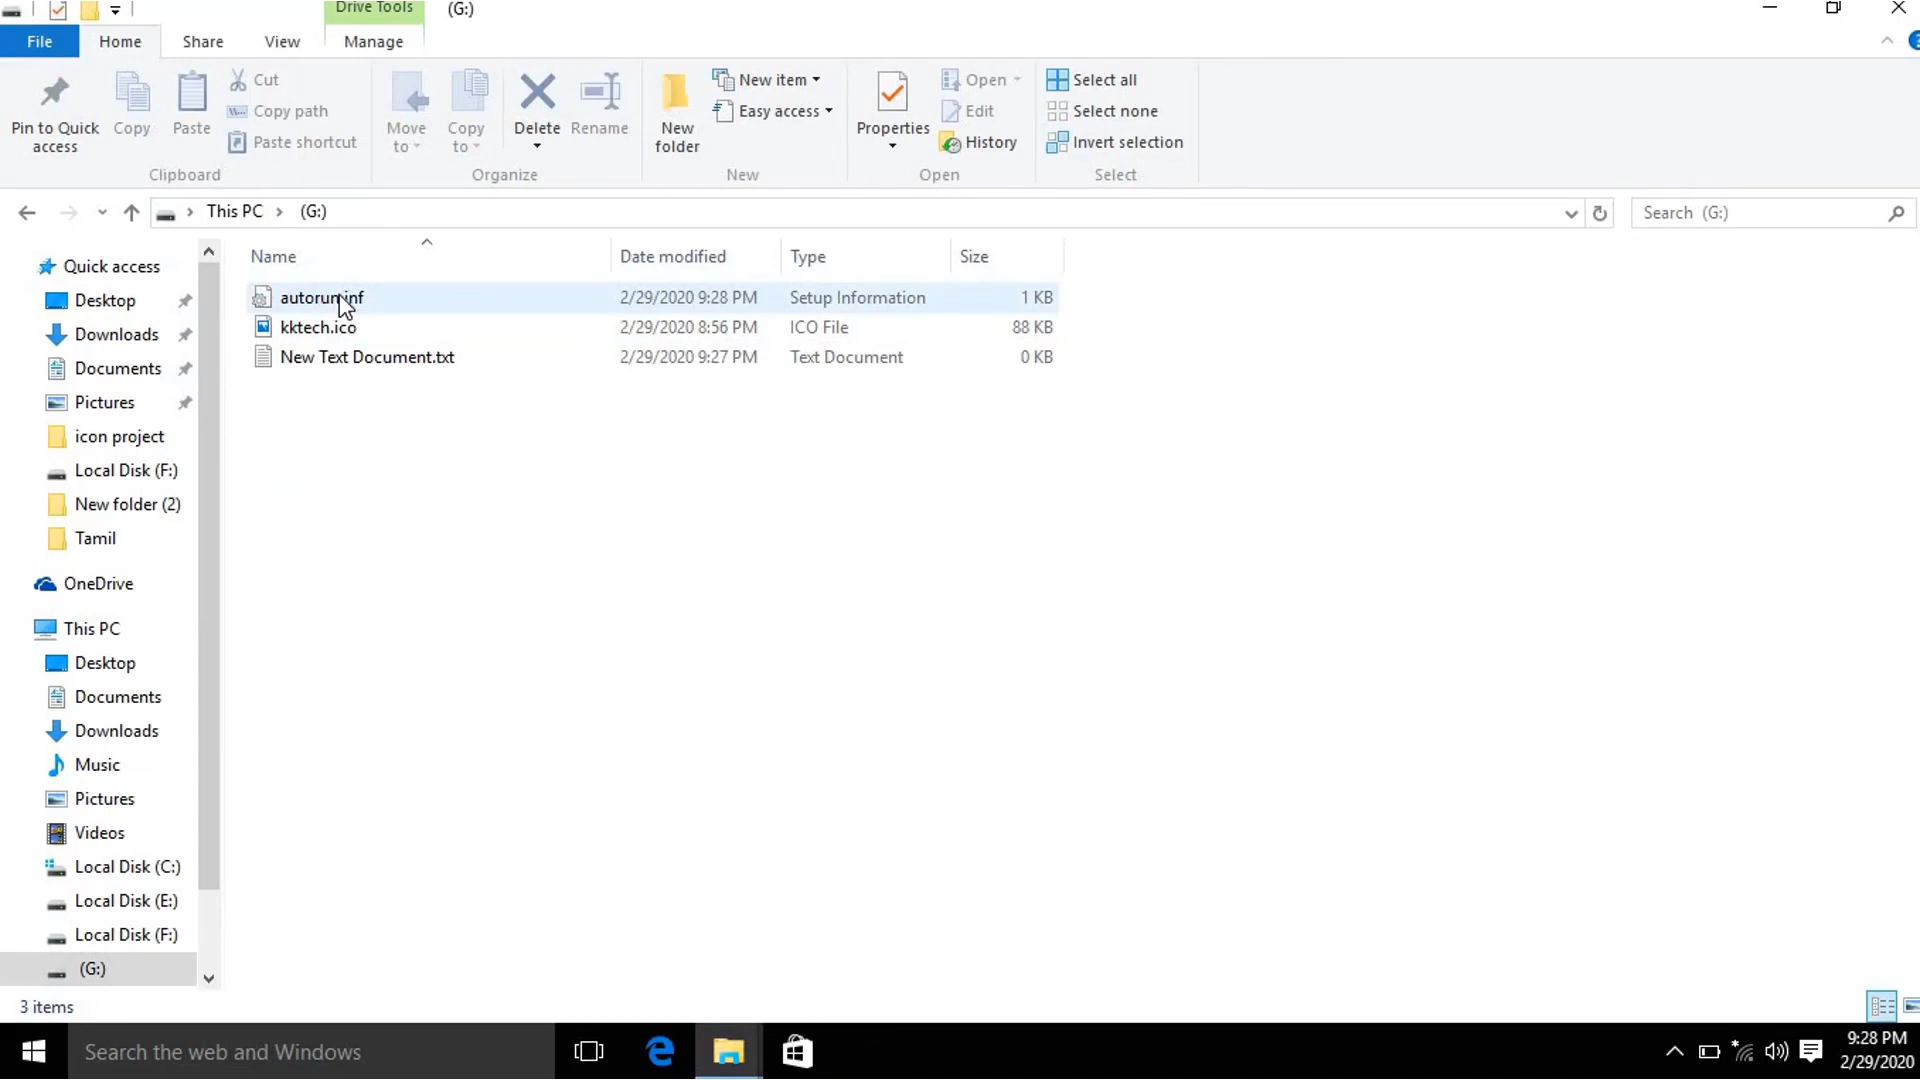 Drive Tools
(G:)
File
Home
Share
View
Manage
Pin to Quick
access
Copy
Paste
Cut
Copy path
Paste shortcut
Move
to
Copy
to
Delete
Rename
New
folder
New item
Easy access
Properties
Open
Edit
History
Select all
Select none
Invert selection
Clipboard
Organize
New
Open
Select
This PC
(G:)
Search (G:)
Name
Date modified
Type
Size
autorun.inf
2/29/2020 9:28 PM
Setup Information
1 KB
kktech.ico
2/29/2020 8:56 PM
ICO File
88 KB
New Text Document.txt
2/29/2020 9:27 PM
Text Document
0 KB
Quick access
Desktop
Downloads
Documents
Pictures
icon project
Local Disk (F:)
New folder (2)
Tamil
OneDrive
This PC
Desktop
Documents
Downloads
Music
Pictures
Videos
Local Disk (C:)
Local Disk (E:)
Local Disk (F:)
(G:)
3 items
Search the web and Windows
9:28 PM
2/29/2020